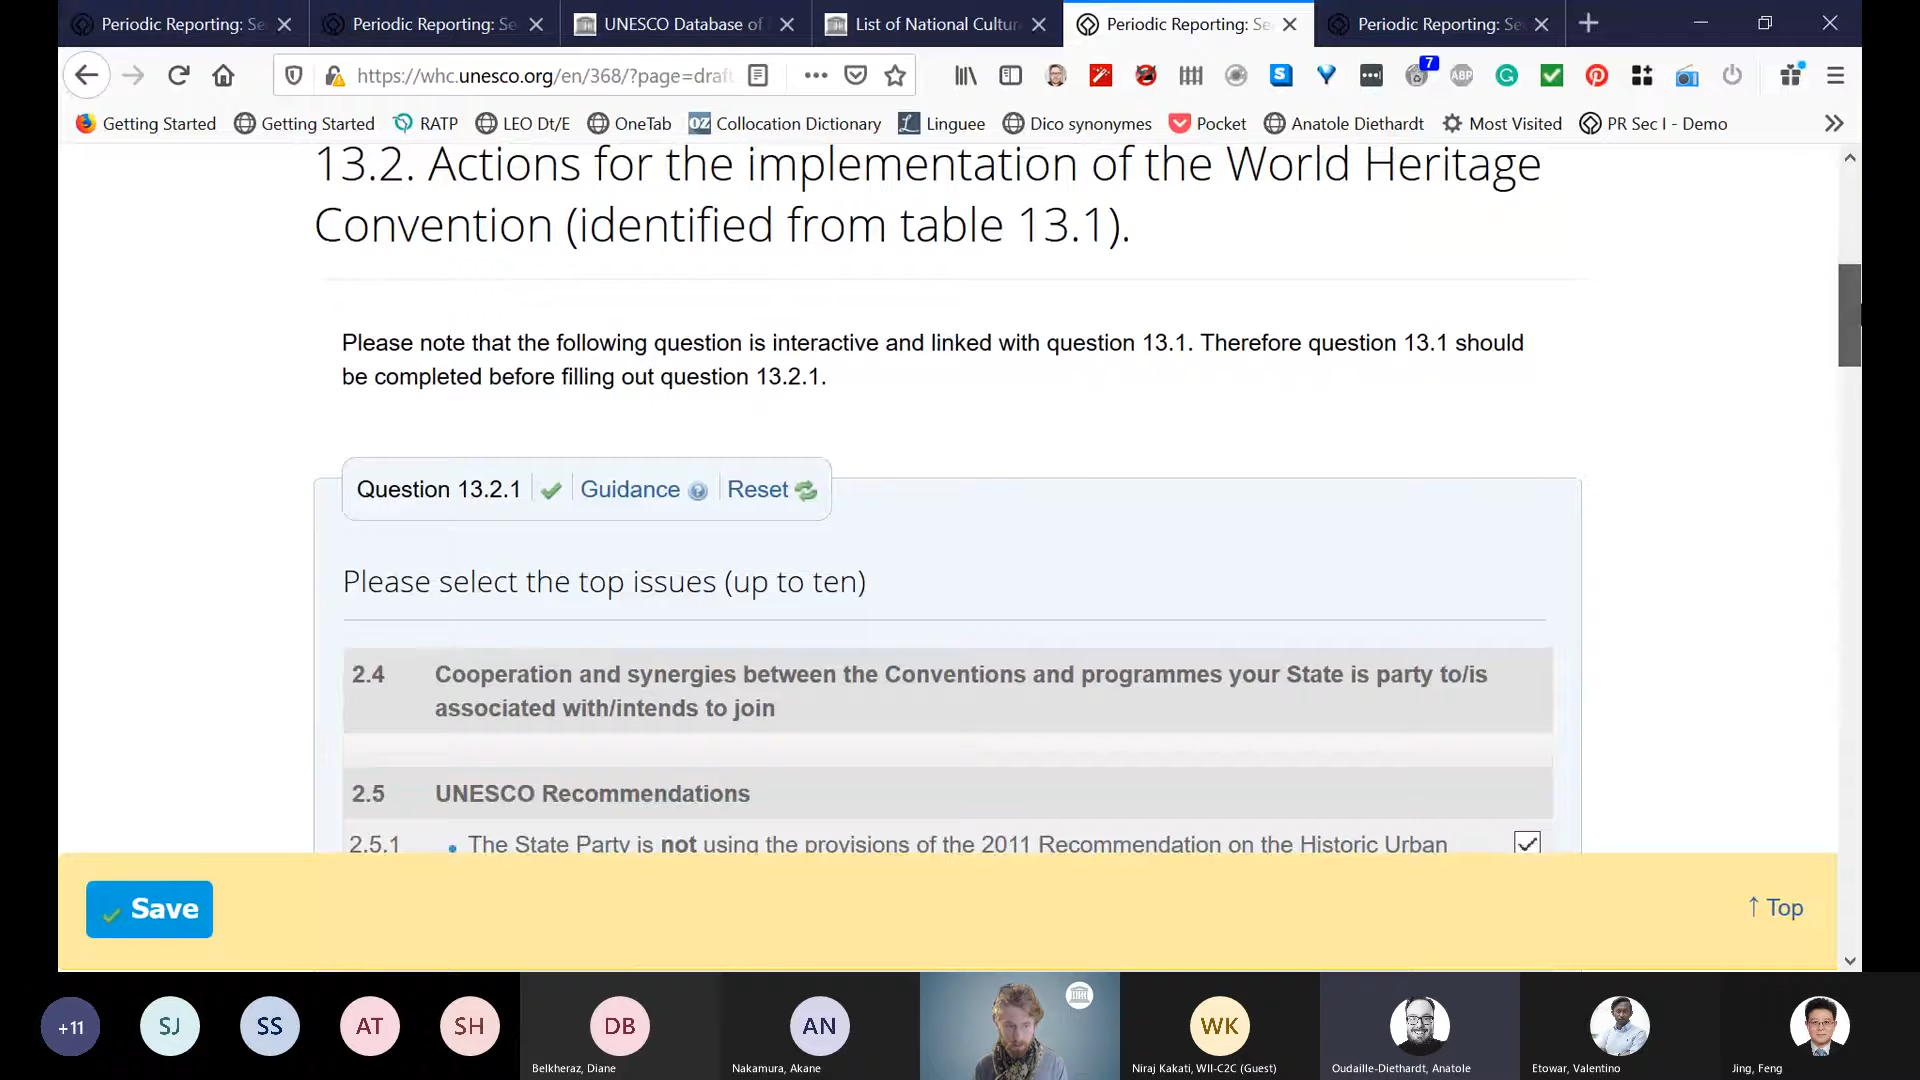 Periodic Reporting: Se
Periodic Reporting: Se
UNESCO Database of
List of National Cultur
Periodic Reporting: Se
Periodic Reporting: Se
https://whc.unesco.org/en/368/?page=draf
7
S
ABP
Getting Started
Getting Started
RATP
LEO Dt/E
OneTab
OZ Collocation Dictionary
L Linguee
Dico synonymes
Pocket
Anatole Diethardt
Most Visited
PR Sec I - Demo
13.2. Actions for the implementation of the World Heritage
Convention (identified from table 13.1).
Please note that the following question is interactive and linked with question 13.1. Therefore question 13.1 should
be completed before filling out question 13.2.1.
Question 13.2.1 Guidance Reset
Please select the top issues (up to ten)
2.4 Cooperation and synergies between the Conventions and programmes your State is party to/is
associated with/intends to join
2.5 UNESCO Recommendations
2.5.1 • The State Party is not using the provisions of the 2011 Recommendation on the Historic Urban
Save
↑ Top
+11
SJ
SS
AT
SH
DB
AN
WK
Belkheraz, Diane
Nakamura, Akane
Niraj Kakati, WII-C2C (Guest)
Oudaille-Diethardt, Anatole
Etowar, Valentino
Jing, Feng